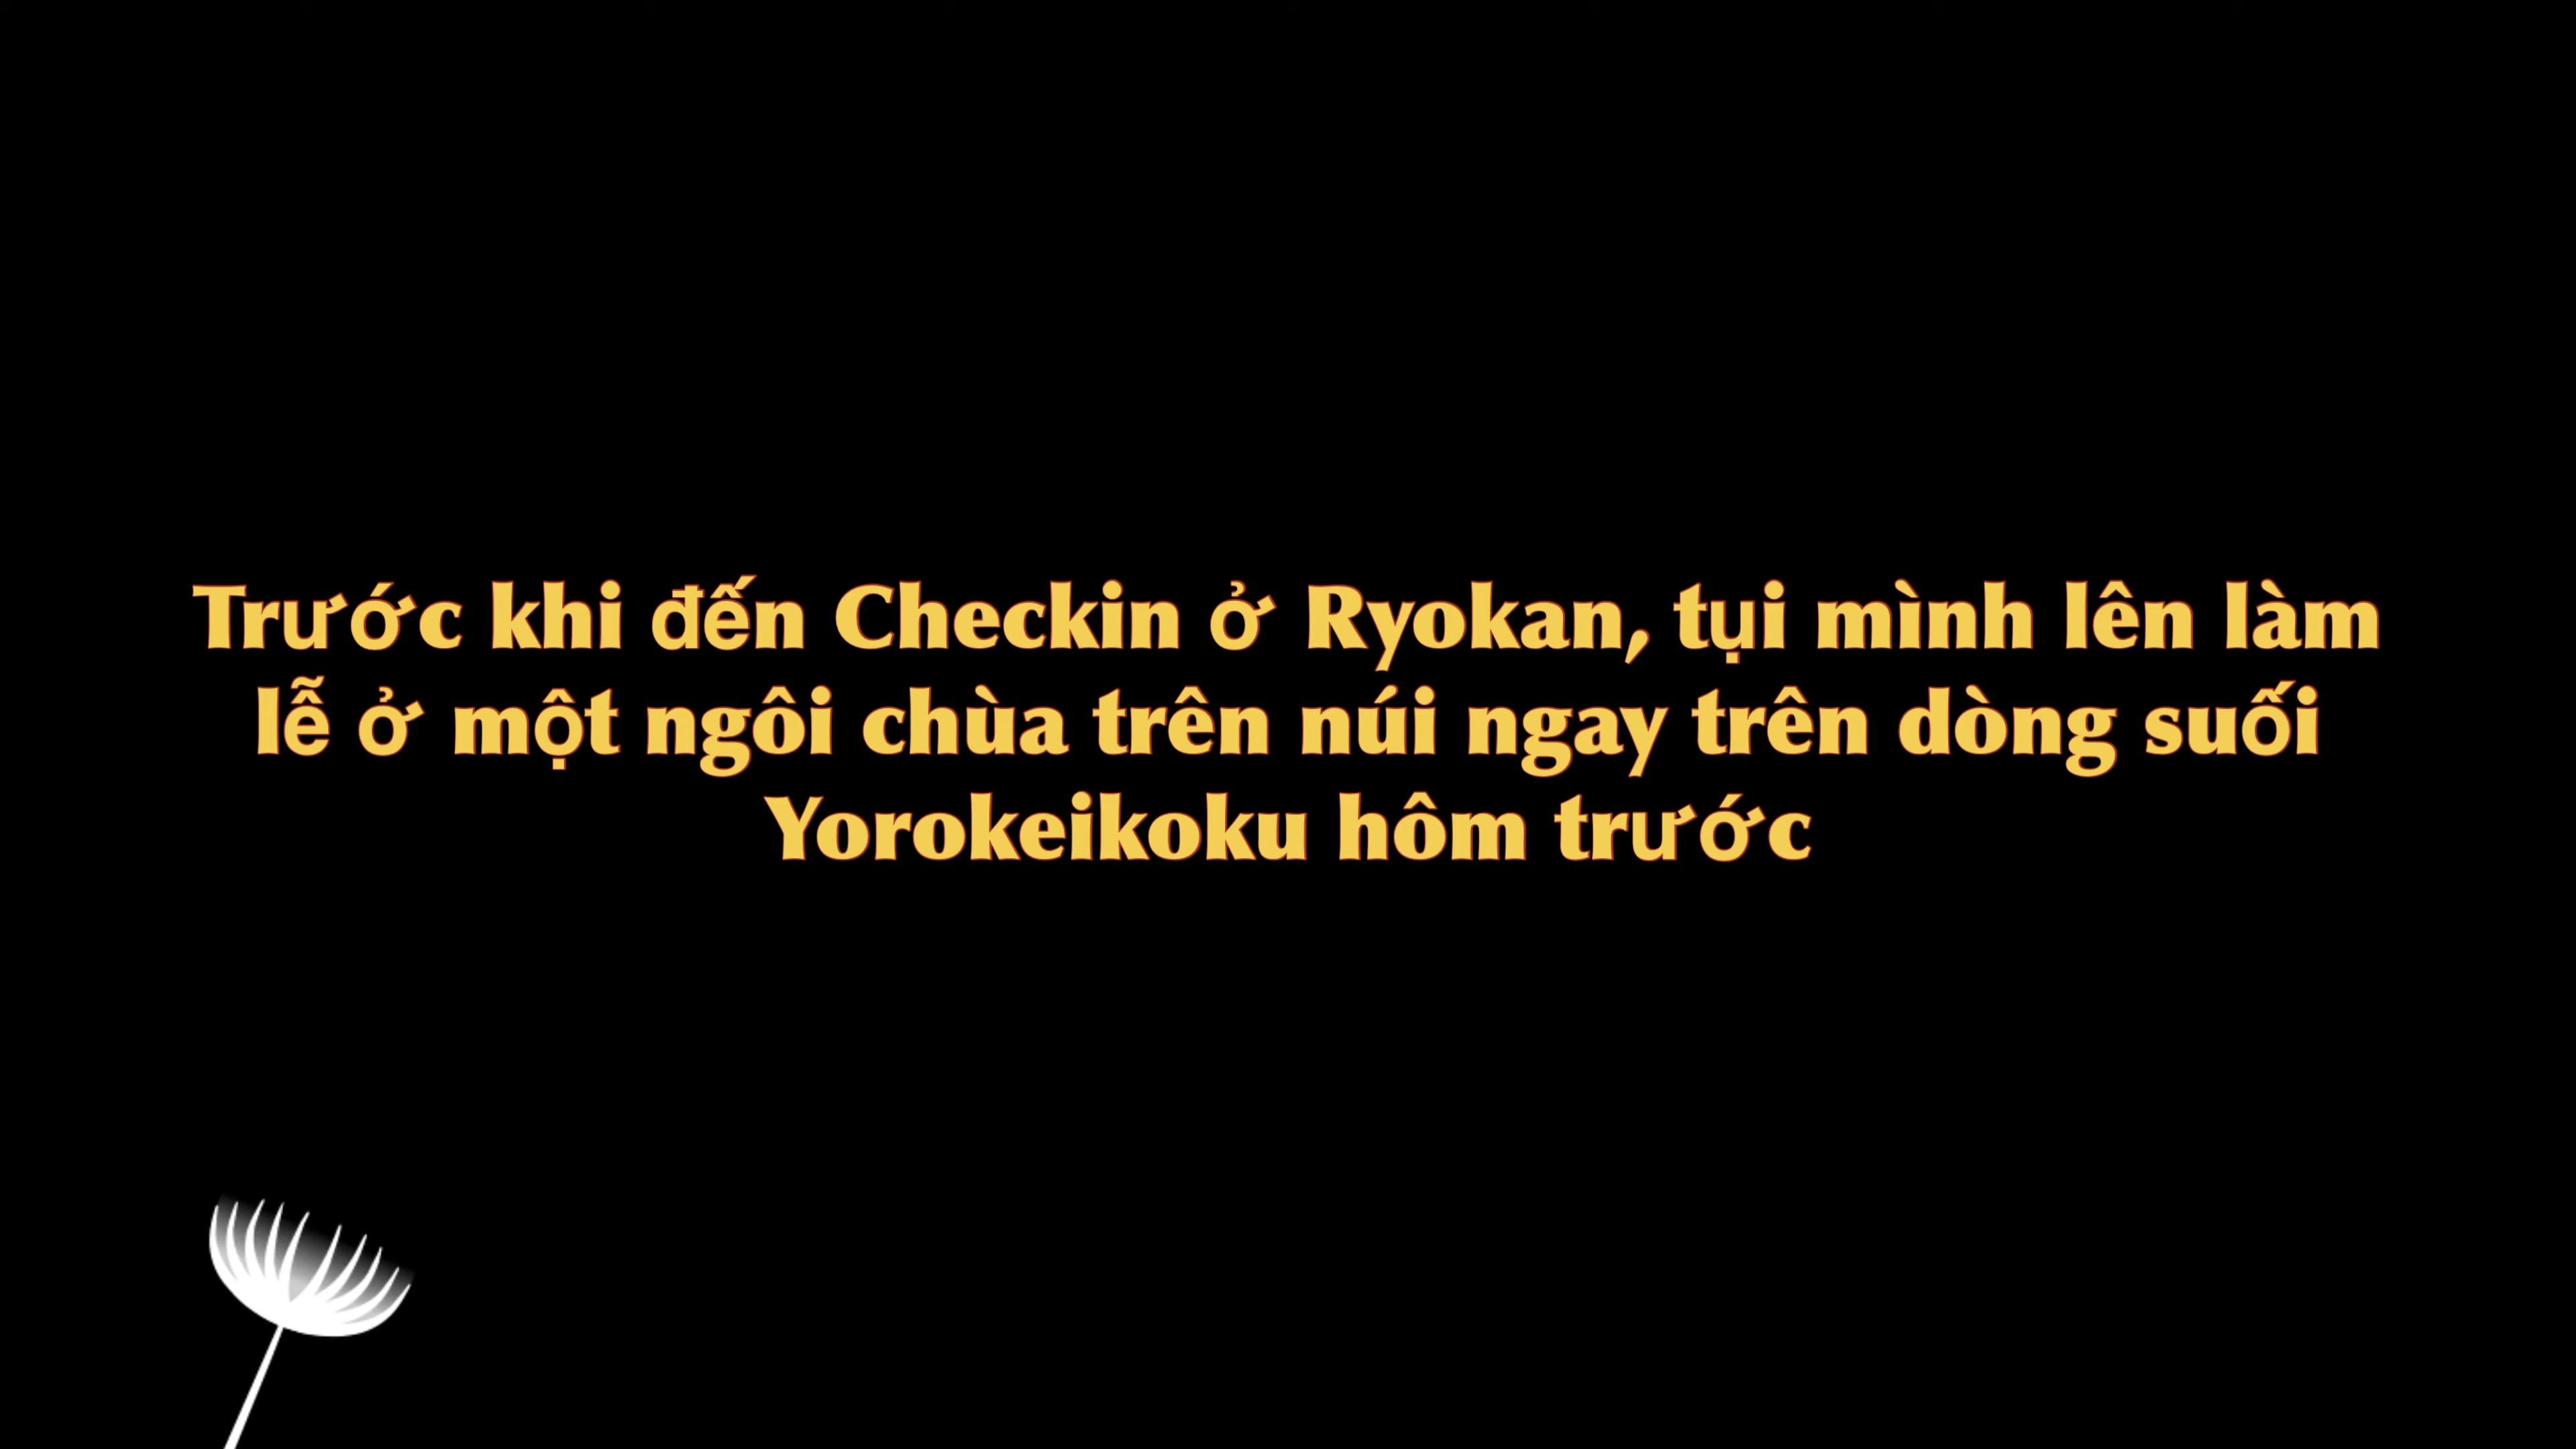 Trước khi đến Checkin ở Ryokan, tụi mình lên làm
lễ ở một ngôi chùa trên núi ngay trên dòng suối
Yorokeikoku hôm trước